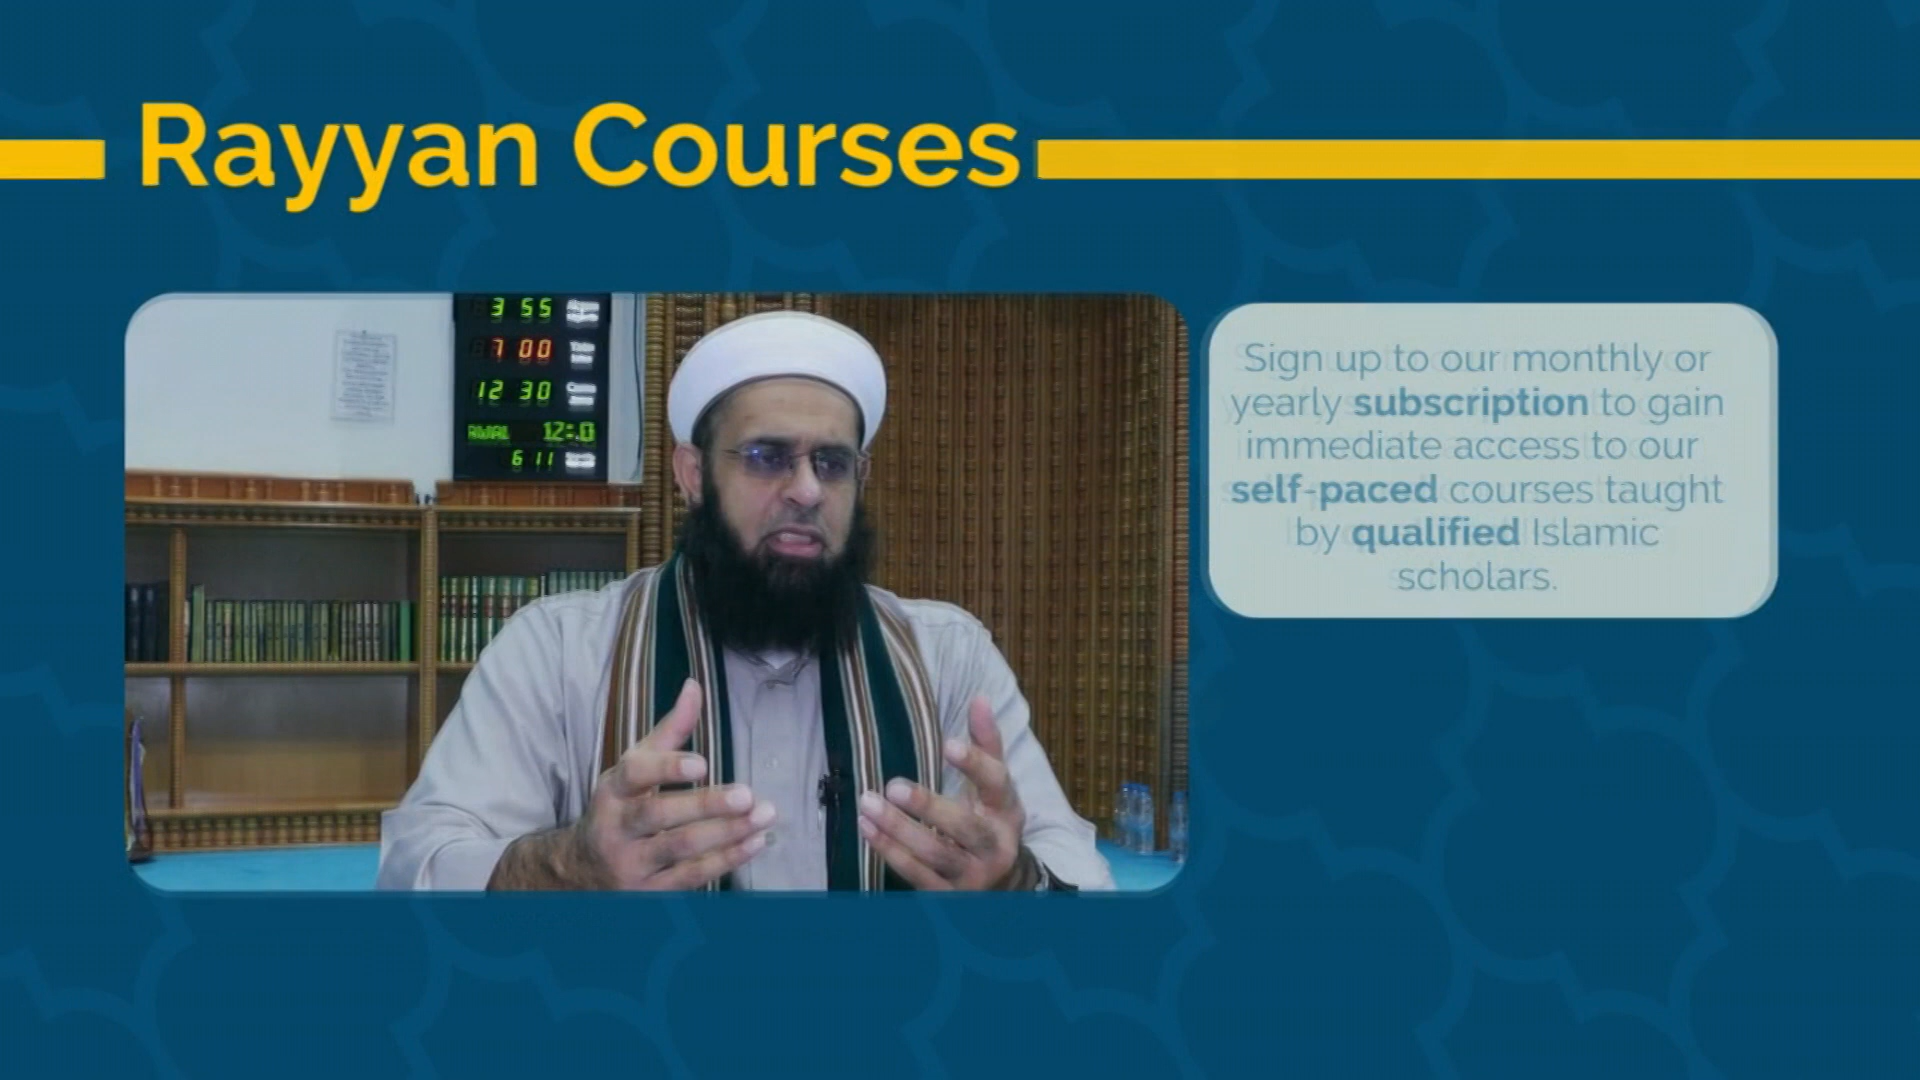 Rayyan Courses
3 55
7 00
12 30
12:.0
6 11
Sign up to our monthly or
yearly subscription to gain
immediate access to our
self-paced courses taught
by qualified Islamic
scholars.